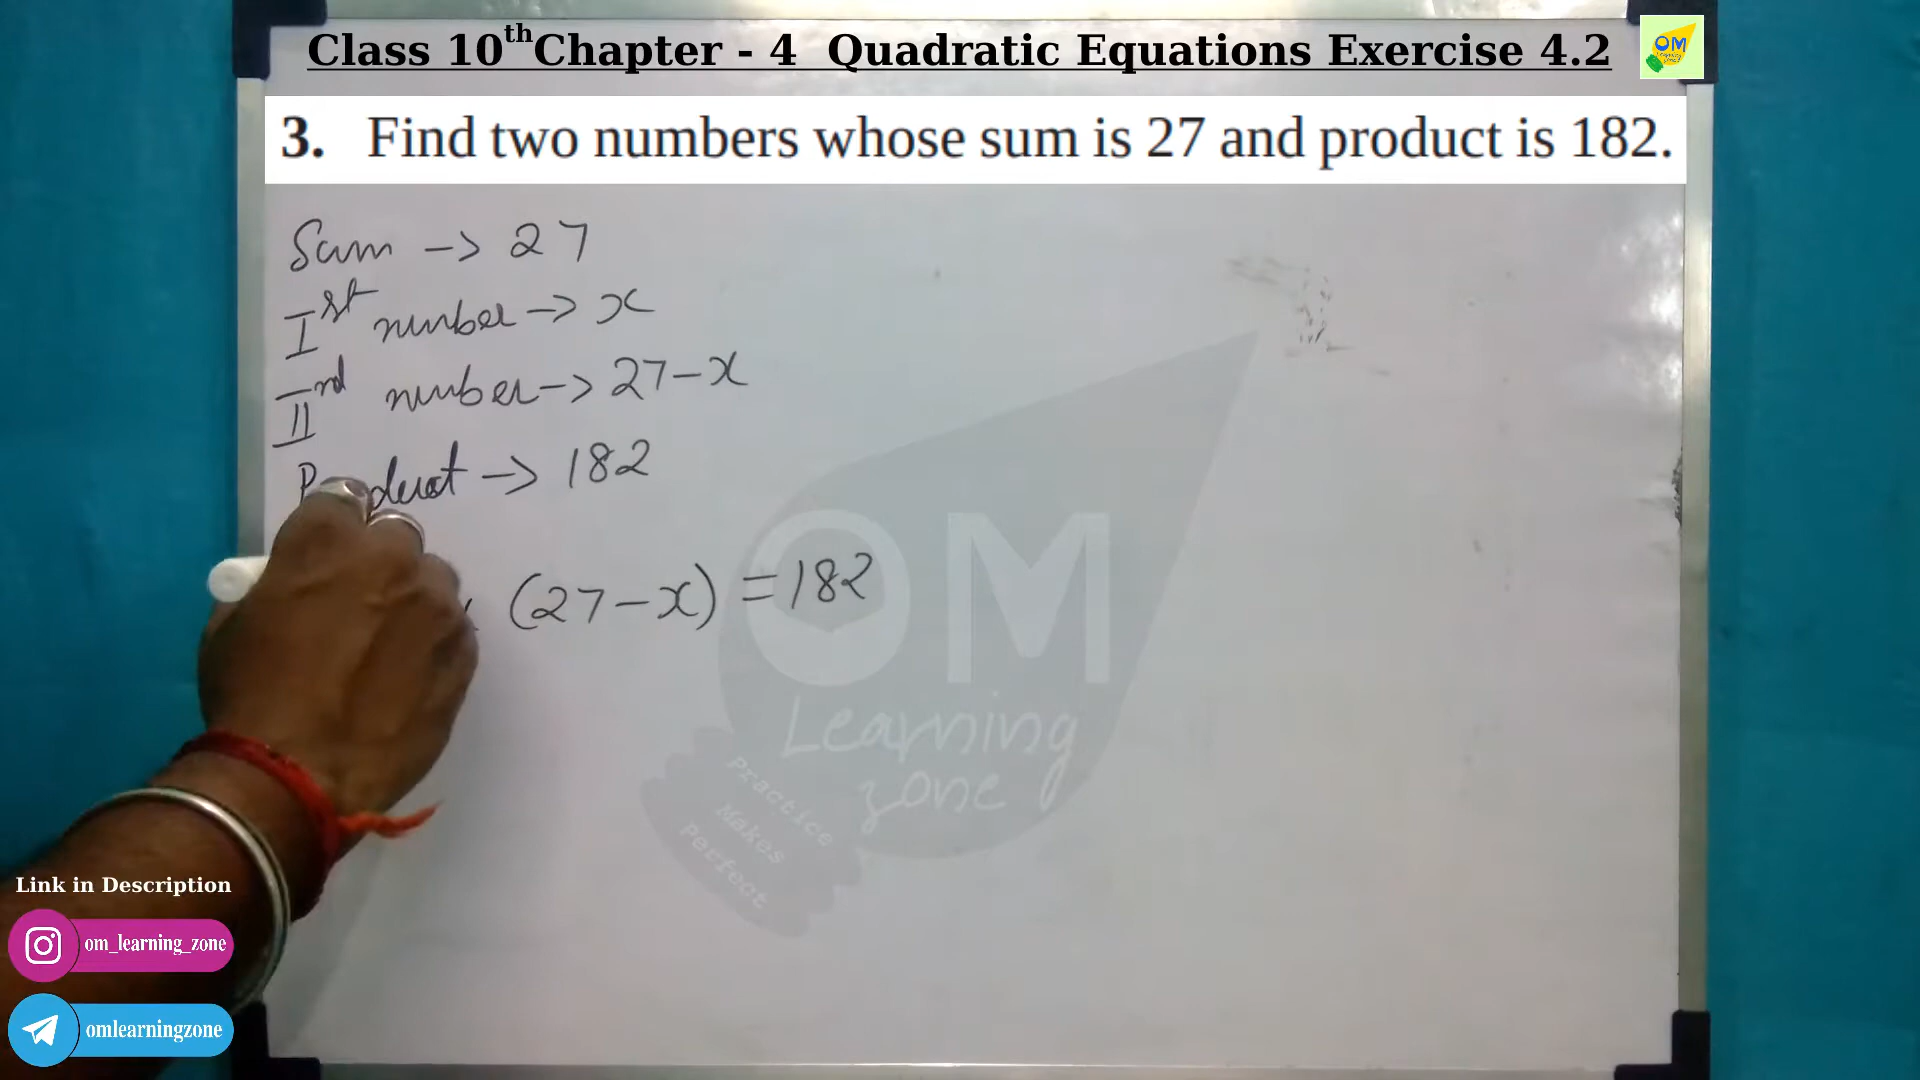 Class 10th Chapter - 4 Quadratic Equations Exercise 4.2
OM
3. Find two numbers whose sum is 27 and product is 182.
Sum -> 27
Ist number -> x
IInd number -> 27-x
Product -> 182
(27-x) = 182
OM
Learning
zone
Practice
Makes
Perfect
Link in Description
om_learning_zone
omlearningzone